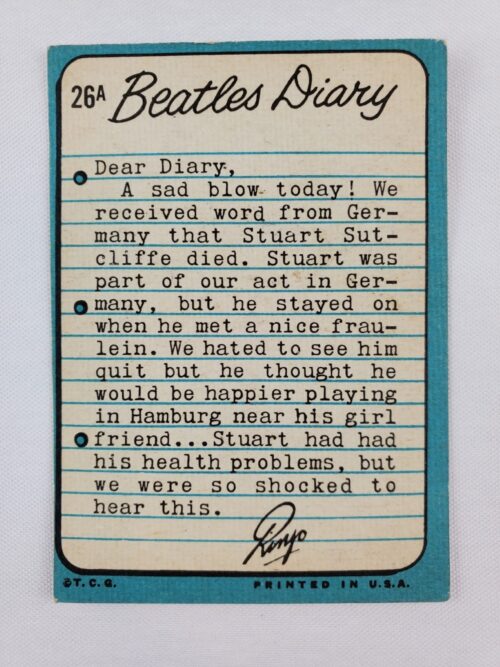 26A Beatles Diary
Dear Diary,
A sad blow today! We
received word from Ger-
many that Stuart Sut-
cliffe died. Stuart was
part of our act in Ger-
many, but he stayed on
when he met a nice frau-
lein. We hated to see him
quit but he thought he
would be happier playing
in Hamburg near his girl
friend...Stuart had had
his health problems, but
we were so shocked to
hear this.
Ringo
©T.C.G. PRINTED IN U.S.A.